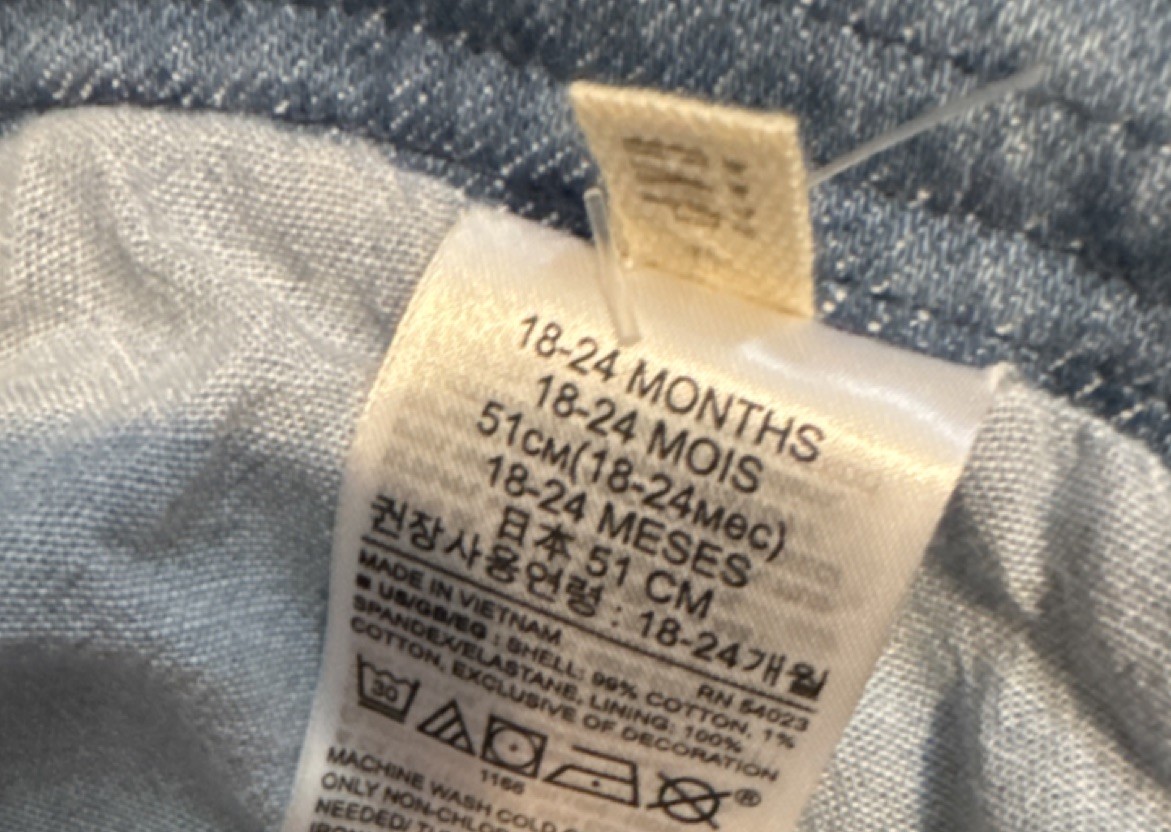 18-24 MONTHS
18-24 MOIS
51см(18-24мес)
18-24 MESES
日本 51 CM
권장사용연령 : 18-24개월
MADE IN VIETNAM
RN 54023
■ US/GB/EG : SHELL: 99% COTTON, 1%
SPANDEX/ELASTANE, LINING: 100%
COTTON, EXCLUSIVE OF DECORATION
30
1166
®
MACHINE WASH COLD
ONLY NON-CHLOR
NEEDED/